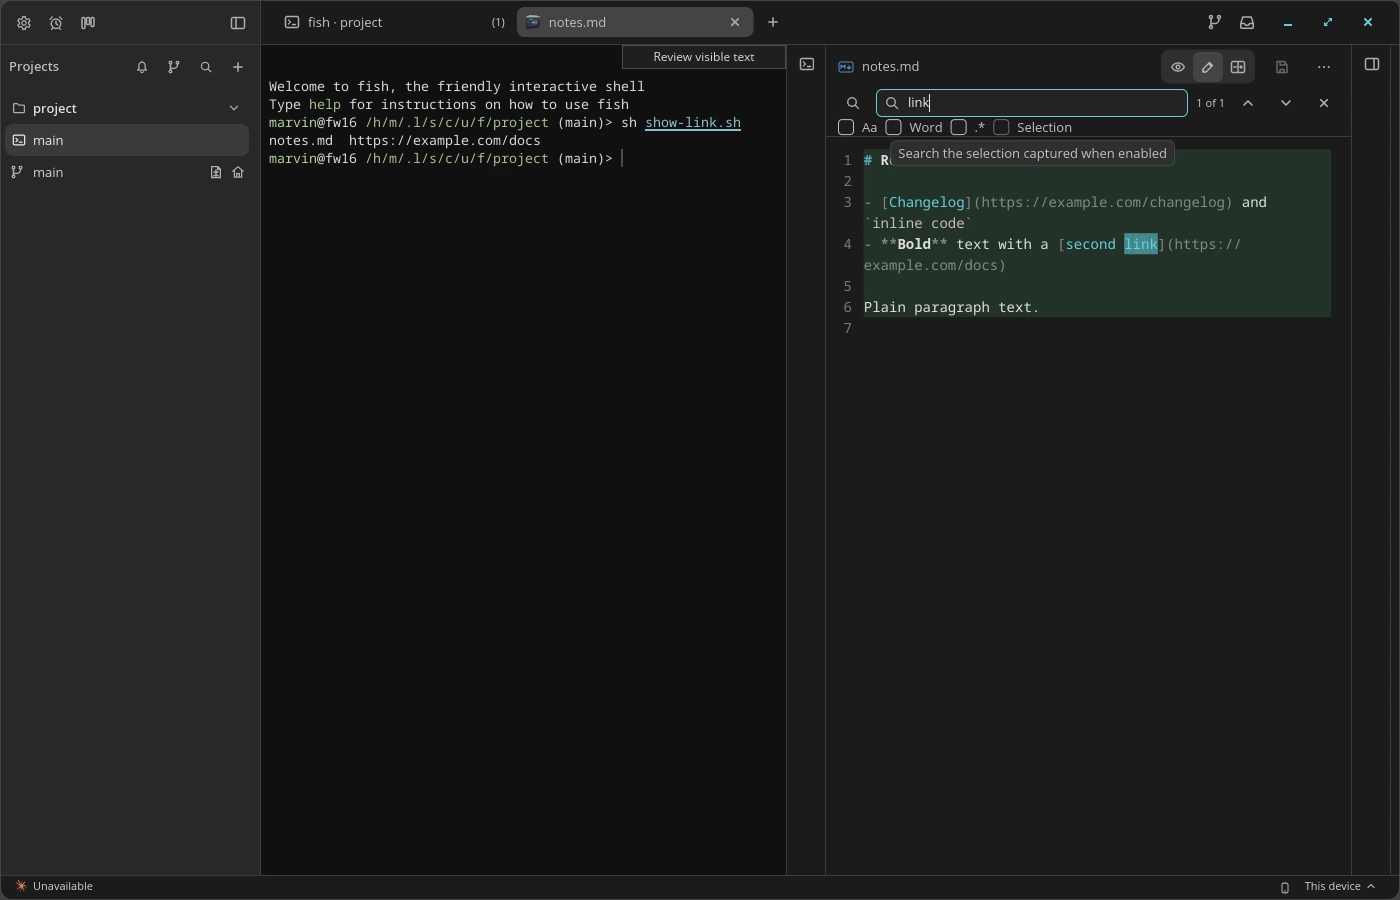 fish · project (1)
notes.md
Projects
project
main
main
Review visible text
Welcome to fish, the friendly interactive shell
Type help for instructions on how to use fish
marvin@fw16 /h/m/.l/s/c/u/f/project (main)> sh show-link.sh
notes.md  https://example.com/docs
marvin@fw16 /h/m/.l/s/c/u/f/project (main)>
notes.md
link
1 of 1
Aa Word .* Selection
Search the selection captured when enabled
1 #
2
3 - [Changelog](https://example.com/changelog) and
`inline code`
4 - **Bold** text with a [second link](https://
example.com/docs)
5
6 Plain paragraph text.
7
Unavailable
This device